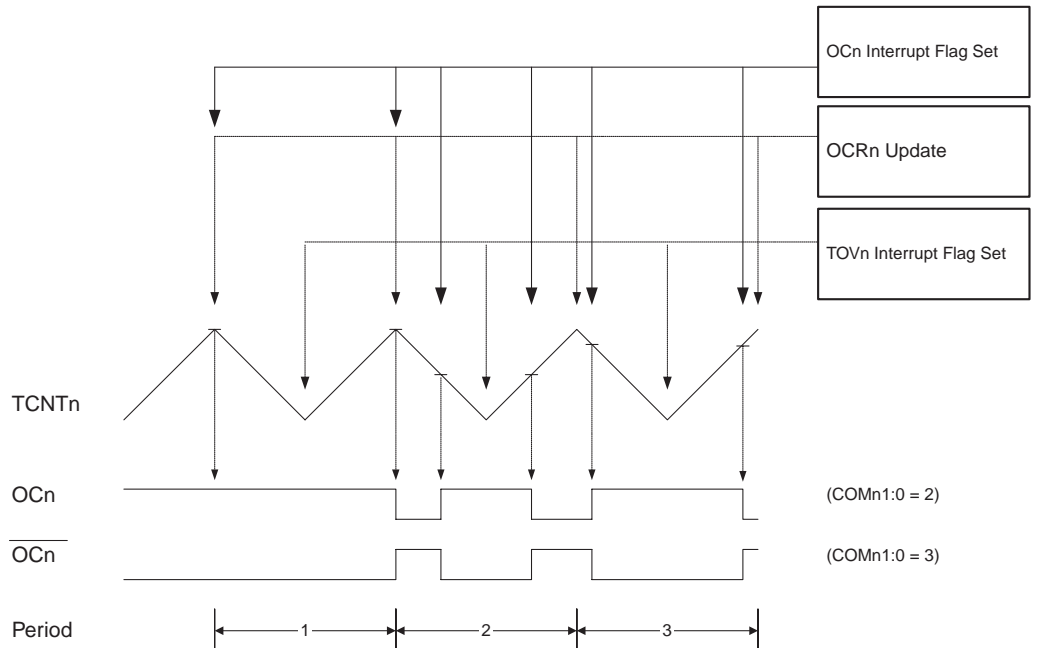 OCn Interrupt Flag Set
OCRn Update
TOVn Interrupt Flag Set
TCNTn
OCn (COMn1:0 = 2)
OCn (COMn1:0 = 3)
Period 1 2 3